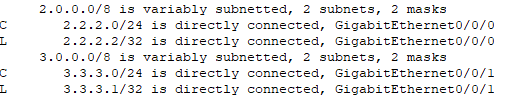 2.0.0.0/8 is variably subnetted, 2 subnets, 2 masks
C 2.2.2.0/24 is directly connected, GigabitEthernet0/0/0
L 2.2.2.2/32 is directly connected, GigabitEthernet0/0/0
3.0.0.0/8 is variably subnetted, 2 subnets, 2 masks
C 3.3.3.0/24 is directly connected, GigabitEthernet0/0/1
L 3.3.3.1/32 is directly connected, GigabitEthernet0/0/1